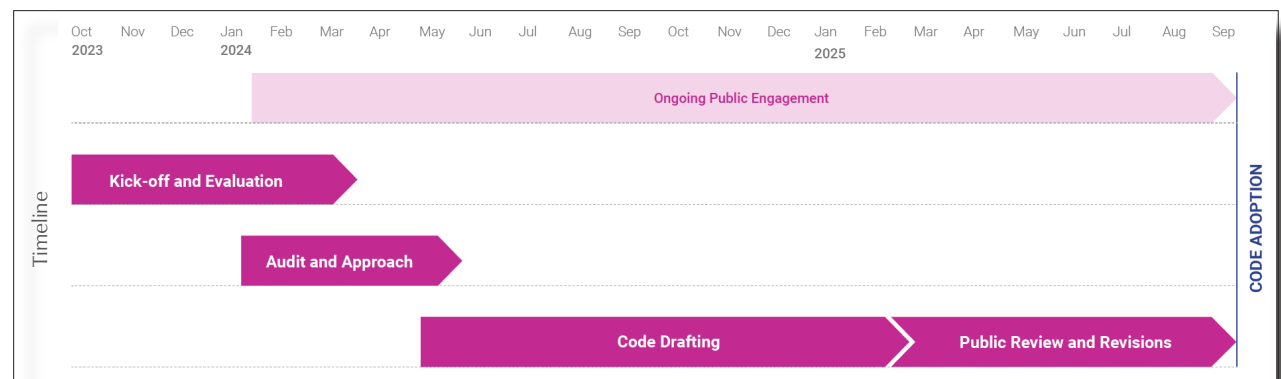 Oct Nov Dec Jan Feb Mar Apr May Jun Jul Aug Sep Oct Nov Dec Jan Feb Mar Apr May Jun Jul Aug Sep
2023 2024 2025
Ongoing Public Engagement
Kick-off and Evaluation
Audit and Approach
Code Drafting Public Review and Revisions
Timeline
CODE ADOPTION